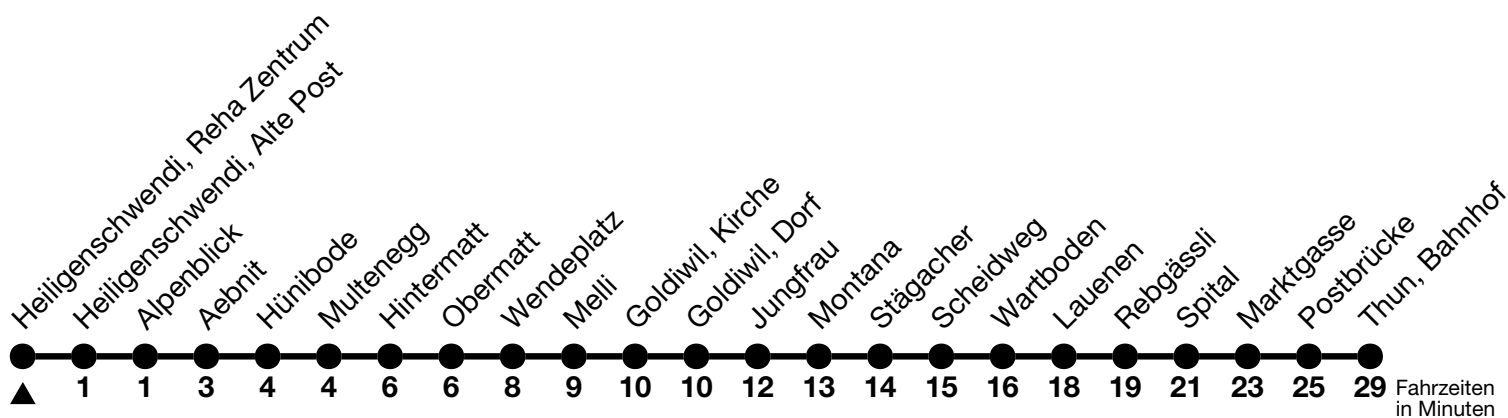 Heiligenschwendi, Reha Zentrum
Heiligenschwendi, Alte Post
Alpenblick
Aebnit
Hünibode
Multenegg
Hintermatt
Obermatt
Wendeplatz
Melli
Goldiwil, Kirche
Goldiwil, Dorf
Jungfrau
Montana
Stägacher
Scheidweg
Wartboden
Lauenen
Rebgässli
Spital
Marktgasse
Postbrücke
Thun, Bahnhof
1 1 3 4 4 6 6 8 9 10 10 12 13 14 15 16 18 19 21 23 25 29 Fahrzeiten
in Minuten